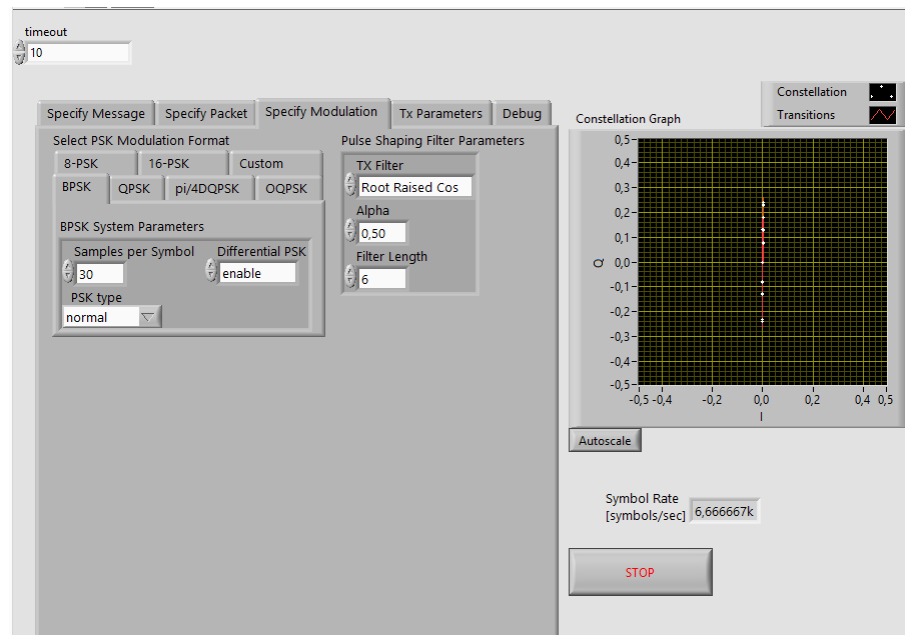 timeout
10
Specify Message Specify Packet Specify Modulation Tx Parameters Debug
Select PSK Modulation Format
8-PSK 16-PSK Custom
BPSK QPSK pi/4DQPSK OQPSK
BPSK System Parameters
Samples per Symbol Differential PSK
30 enable
PSK type
normal
Pulse Shaping Filter Parameters
TX Filter
Root Raised Cos
Alpha
0,50
Filter Length
6
Constellation Graph
Constellation
Transitions
0,5
0,4
0,3
0,2
0,1
0,0
-0,1
-0,2
-0,3
-0,4
-0,5
Q
-0,5 -0,4 -0,2 0,0 0,2 0,4 0,5
I
Autoscale
Symbol Rate
[symbols/sec] 6,666667k
STOP